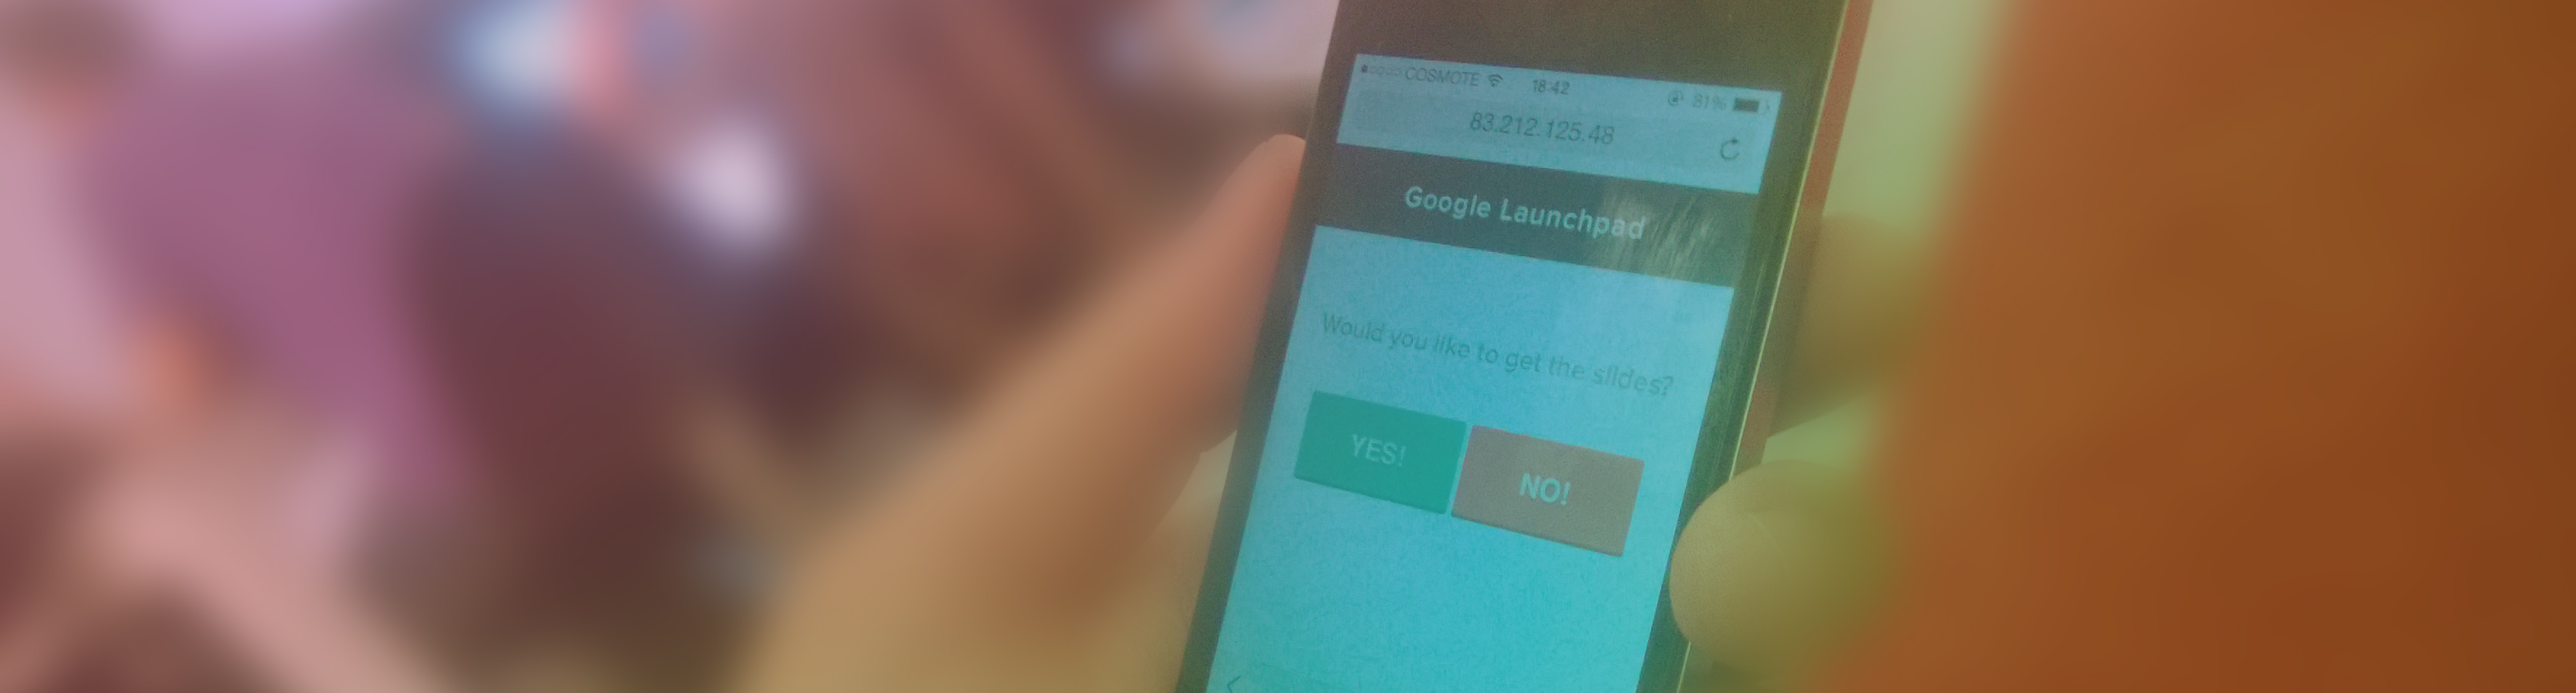 COSMOTE 18:42 81%
83.212.125.48
Google Launchpad
Would you like to get the slides?
YES! NO!